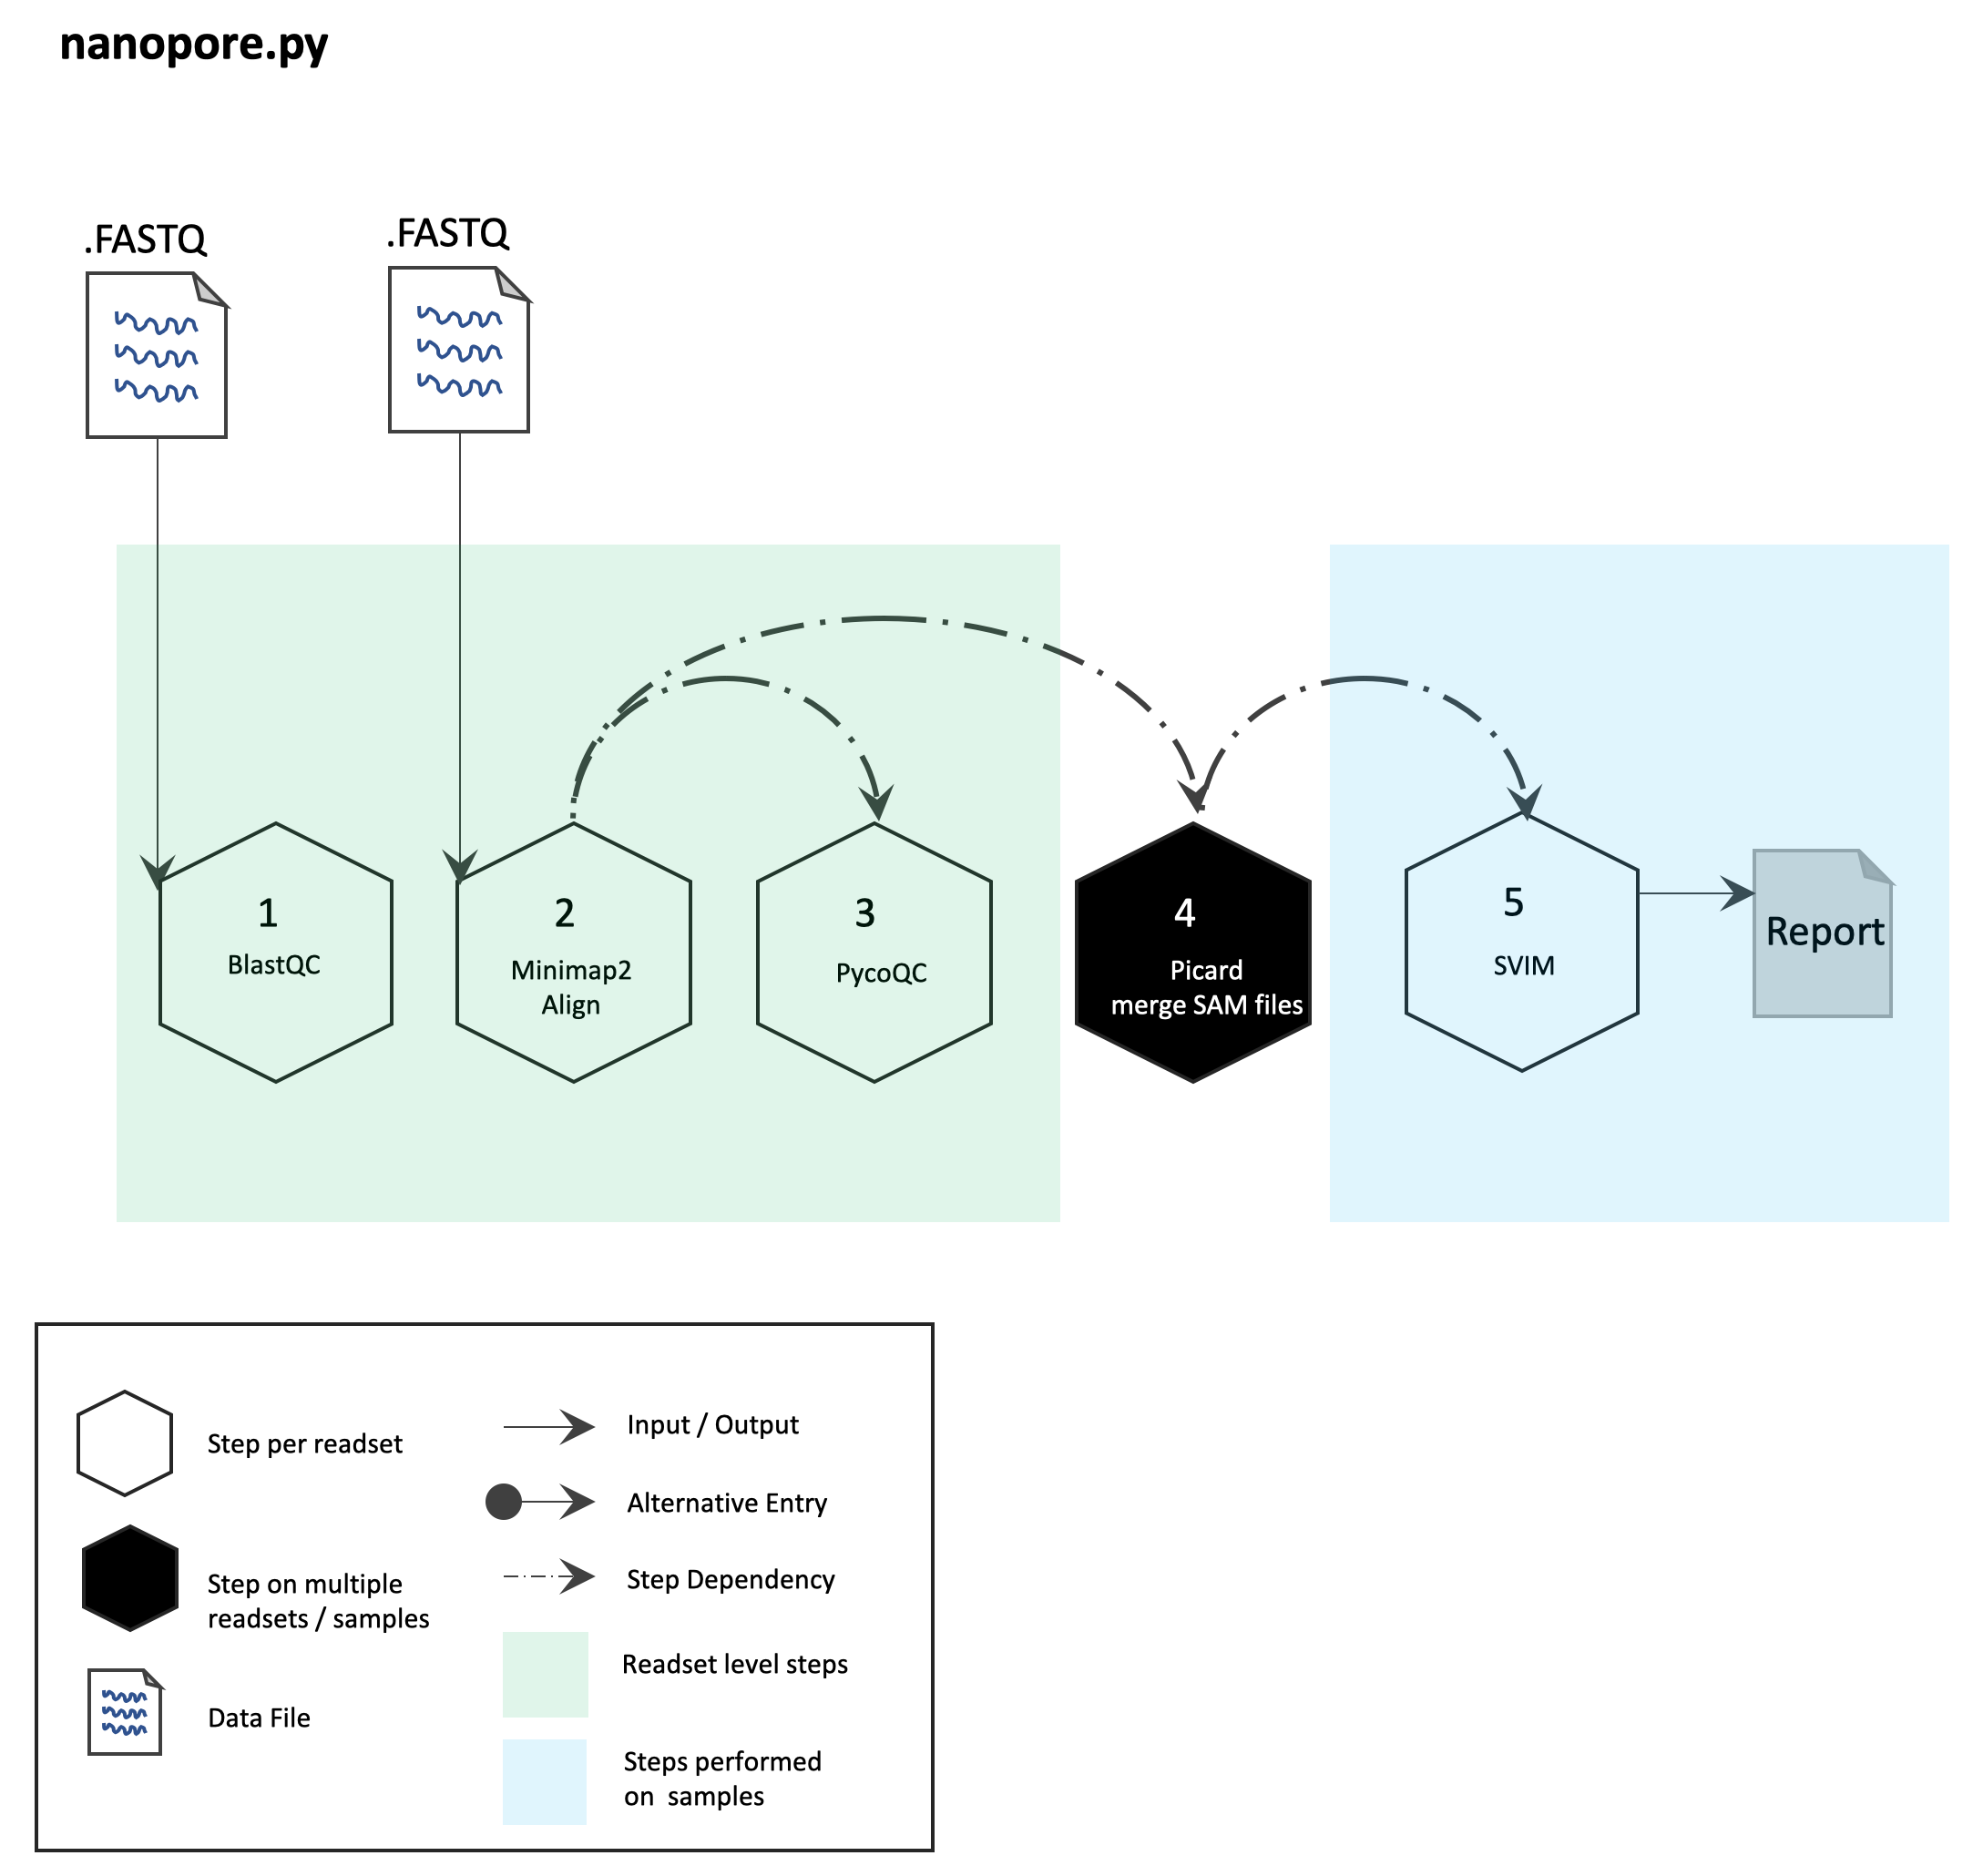 nanopore.py
.FASTQ
.FASTQ
1
BlastQC
2
Minimap2
Align
3
PycoQC
4
Picard
merge SAM files
5
SVIM
Report
Step per readset
Step on multiple
readsets / samples
Data File
Input / Output
Alternative Entry
Step Dependency
Readset level steps
Steps performed
on samples